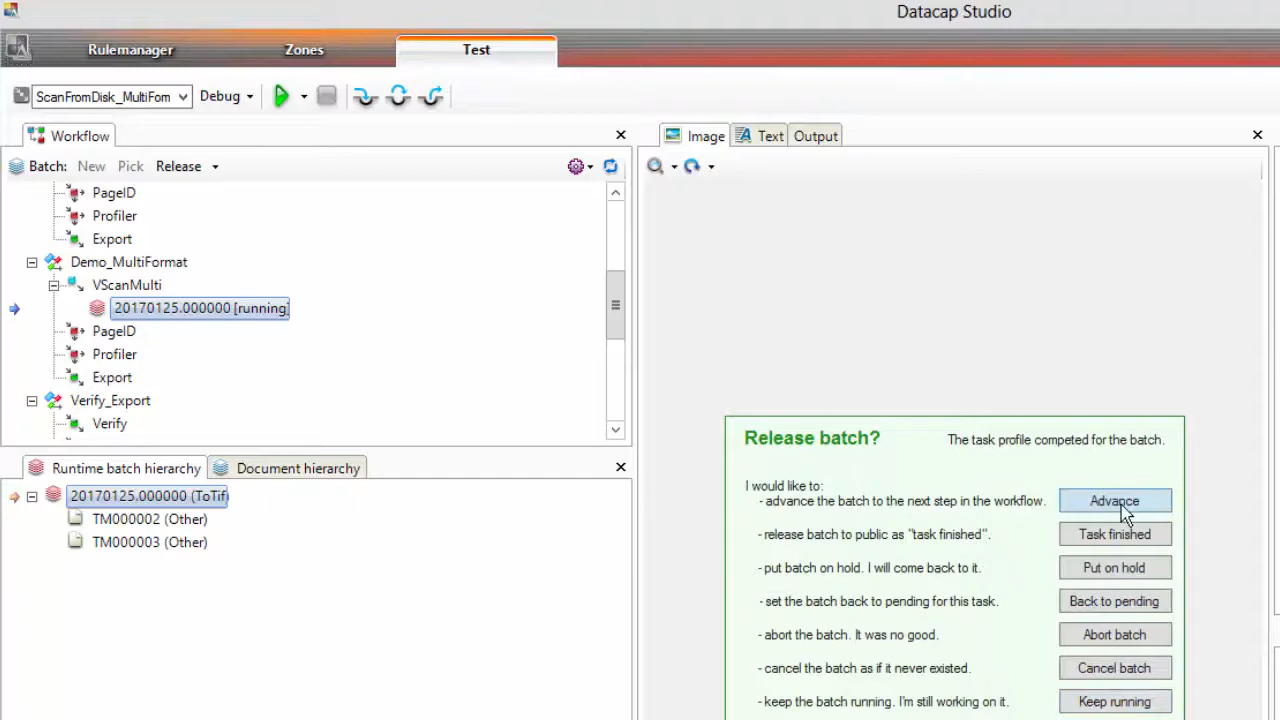 Datacap Studio
Rulemanager
Zones
Test
ScanFromDisk_MultiFom
Debug
Workflow
Batch: New Pick Release
PageID
Profiler
Export
Demo_MultiFormat
VScanMulti
20170125.000000 [running]
PageID
Profiler
Export
Verify_Export
Verify
Runtime batch hierarchy
Document hierarchy
20170125.000000 (ToTif)
TM000002 (Other)
TM000003 (Other)
Image
Text
Output
Release batch?
The task profile competed for the batch.
I would like to:
- advance the batch to the next step in the workflow.
Advance
- release batch to public as "task finished".
Task finished
- put batch on hold. I will come back to it.
Put on hold
- set the batch back to pending for this task.
Back to pending
- abort the batch. It was no good.
Abort batch
- cancel the batch as if it never existed.
Cancel batch
- keep the batch running. I'm still working on it.
Keep running